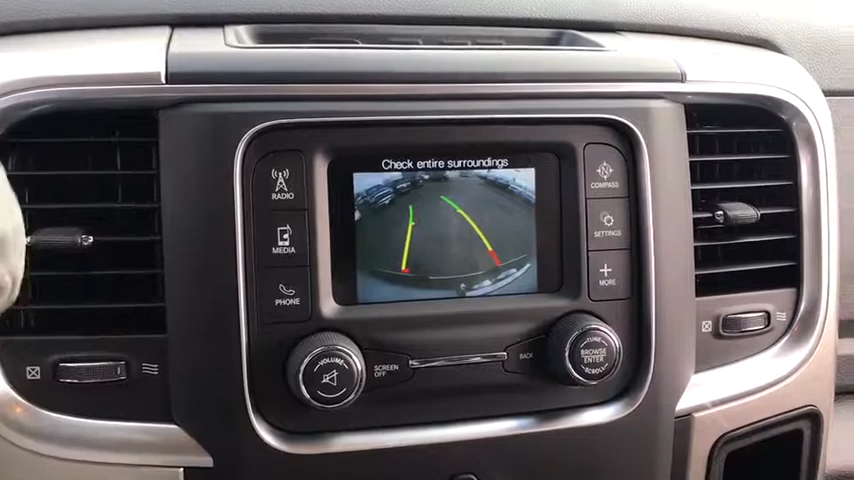 Check entire surroundings
RADIO
N
COMPASS
MEDIA
SETTINGS
PHONE
+
MORE
VOLUME
SCREEN
OFF
BACK
TUNE
BROWSE
ENTER
SCROLL